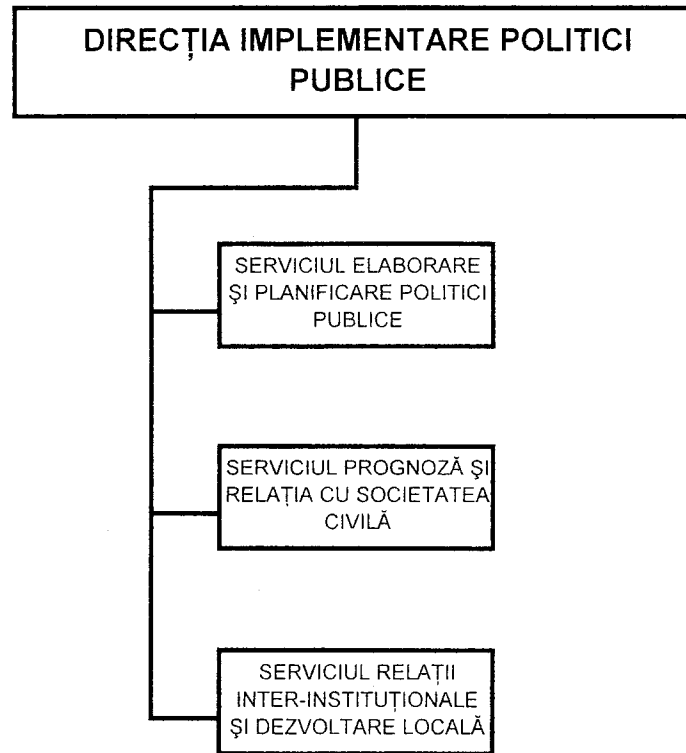 DIRECȚIA IMPLEMENTARE POLITICI
PUBLICE
SERVICIUL ELABORARE
ŞI PLANIFICARE POLITICI
PUBLICE
SERVICIUL PROGNOZĂ ŞI
RELAȚIA CU SOCIETATEA
CIVILĂ
SERVICIUL RELAȚII
INTER-INSTITUȚIONALE
ŞI DEZVOLTARE LOCALĂ